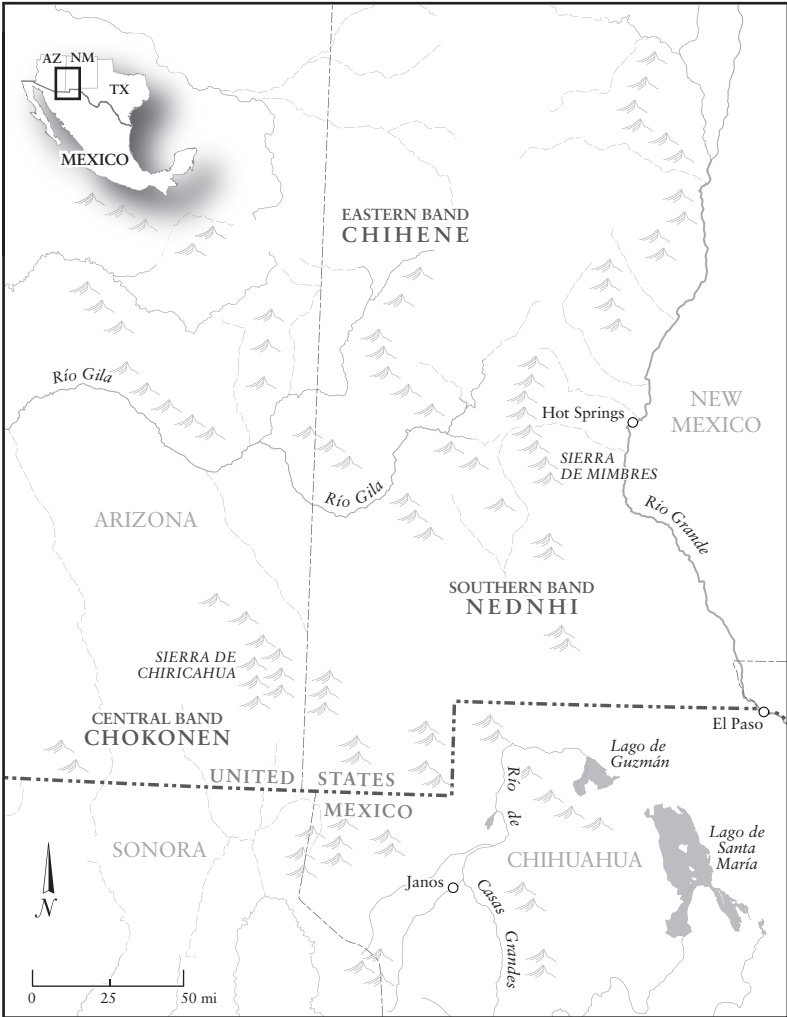 AZ NM
TX
MEXICO
EASTERN BAND
CHIHENE
Río Gila
Hot Springs
NEW
MEXICO
SIERRA
DE MIMBRES
Río Gila
Rio Grande
ARIZONA
SOUTHERN BAND
NEDNHI
SIERRA DE
CHIRICAHUA
CENTRAL BAND
CHOKONEN
El Paso
Lago de
Guzmán
UNITED STATES
MEXICO
Río de
Casas
Grandes
SONORA
CHIHUAHUA
Lago de
Santa
María
Janos
N
0 25 50 mi